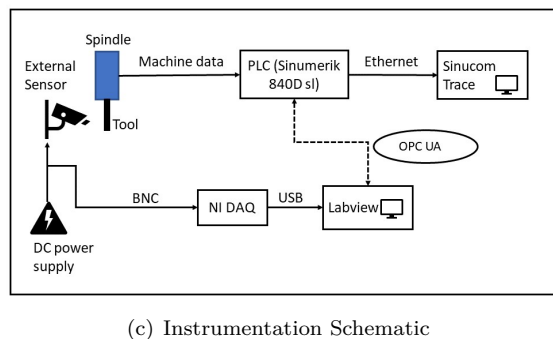 Spindle
External
Sensor
Machine data
PLC (Sinumerik
840D sl)
Ethernet
Sinucom
Trace
Tool
OPC UA
BNC
NI DAQ
USB
Labview
DC power
supply
(c) Instrumentation Schematic